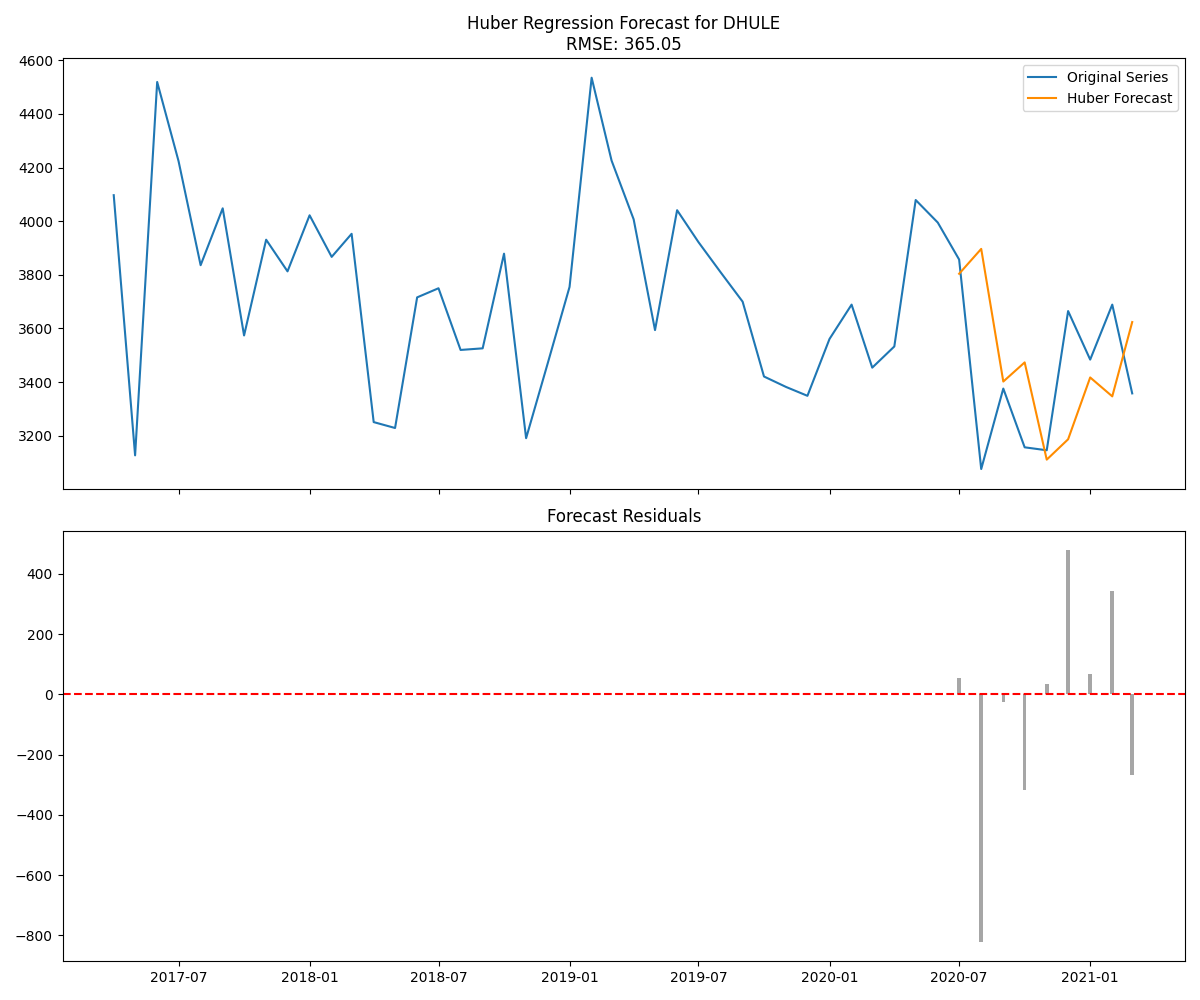 Huber Regression Forecast for DHULE
RMSE: 365.05
Original Series
Huber Forecast
4600
4400
4200
4000
3800
3600
3400
3200
Forecast Residuals
400
200
0
−200
−400
−600
−800
2017-07 2018-01 2018-07 2019-01 2019-07 2020-01 2020-07 2021-01